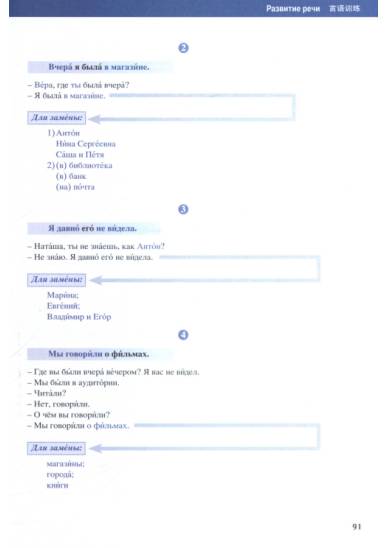 Развитие речи 言语训练
2
Вчера́ я была́ в магази́не.
– Ве́ра, где ты была́ вчера́?
– Я была́ в магази́не.
Для заме́ны:
1) Анто́н
Ни́на Серге́евна
Са́ша и Пе́тя
2) (в) библиоте́ка
(в) банк
(на) по́чта
3
Я давно́ его́ не ви́дела.
– Ната́ша, ты не зна́ешь, как Анто́н?
– Не зна́ю. Я давно́ его́ не ви́дела.
Для заме́ны:
Мари́на;
Евге́ний;
Влади́мир и Его́р
4
Мы говори́ли о фи́льмах.
– Где вы бы́ли вчера́ ве́чером? Я вас не ви́дел.
– Мы бы́ли в аудито́рии.
– Чита́ли?
– Нет, говори́ли.
– О чём вы говори́ли?
– Мы говори́ли о фи́льмах.
Для заме́ны:
магази́ны;
города́;
кни́ги
91